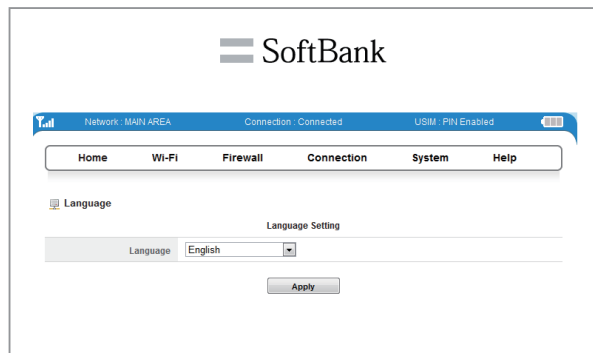 SoftBank
Network : MAIN AREA Connection : Connected USIM : PIN Enabled
Home Wi-Fi Firewall Connection System Help
Language
Language Setting
Language English
Apply